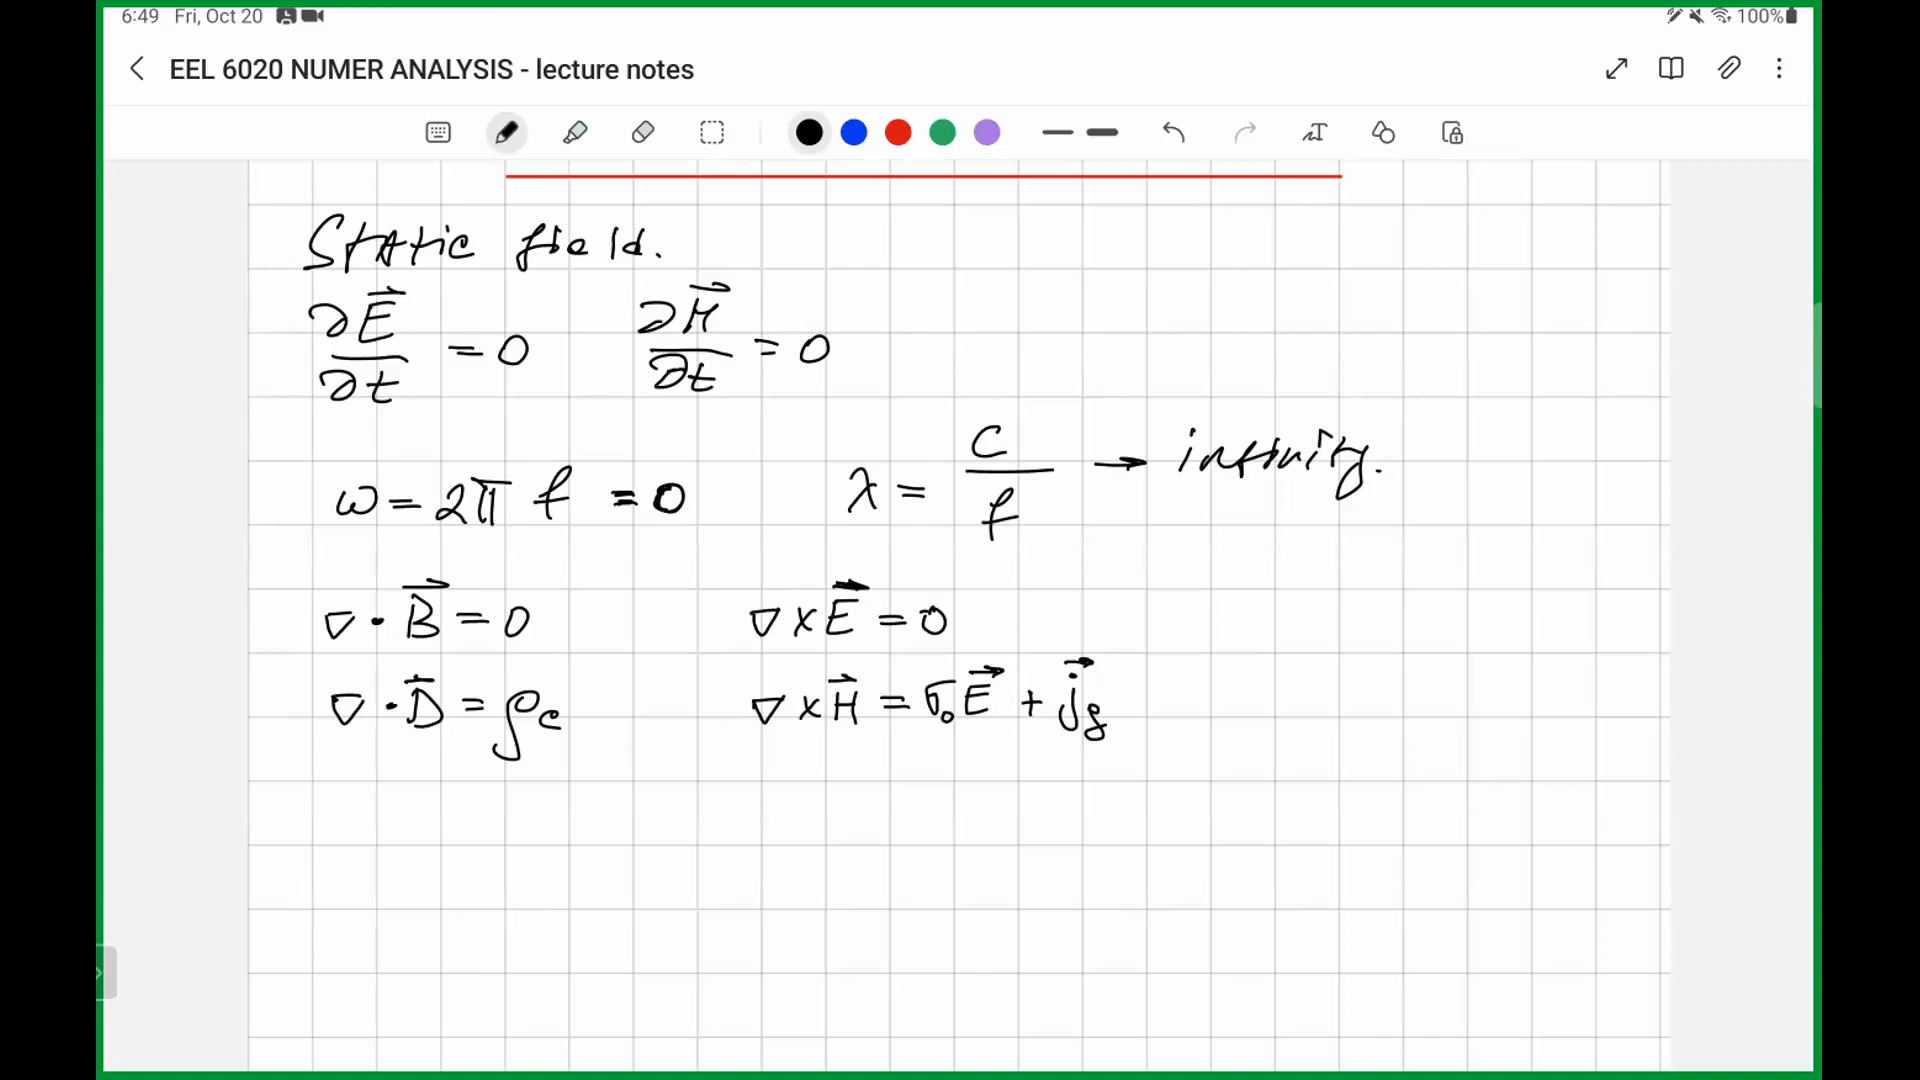 6:49 Fri, Oct 20 100%
EEL 6020 NUMER ANALYSIS - lecture notes
Static field.
∂E⃗/∂t = 0 ∂H⃗/∂t = 0
ω = 2π f = 0 λ = c/f → infinity.
∇ · B⃗ = 0 ∇ × E⃗ = 0
∇ · D⃗ = ρe ∇ × H⃗ = σ₀E⃗ + j⃗g